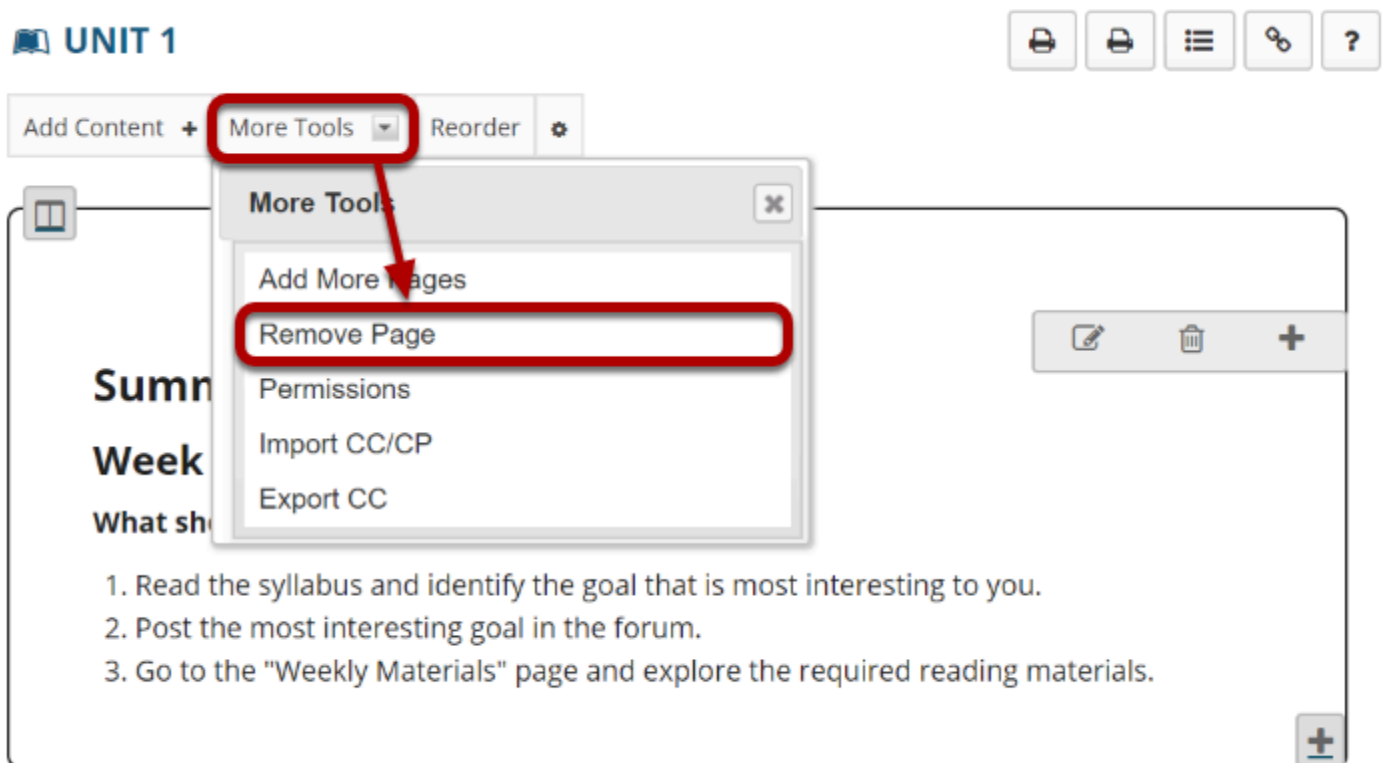 UNIT 1
?
Add Content + More Tools Reorder
More Tools
Add More Pages
Remove Page
Permissions
Import CC/CP
Export CC
Week
What
1. Read the syllabus and identify the goal that is most interesting to you.
2. Post the most interesting goal in the forum.
3. Go to the "Weekly Materials" page and explore the required reading materials.